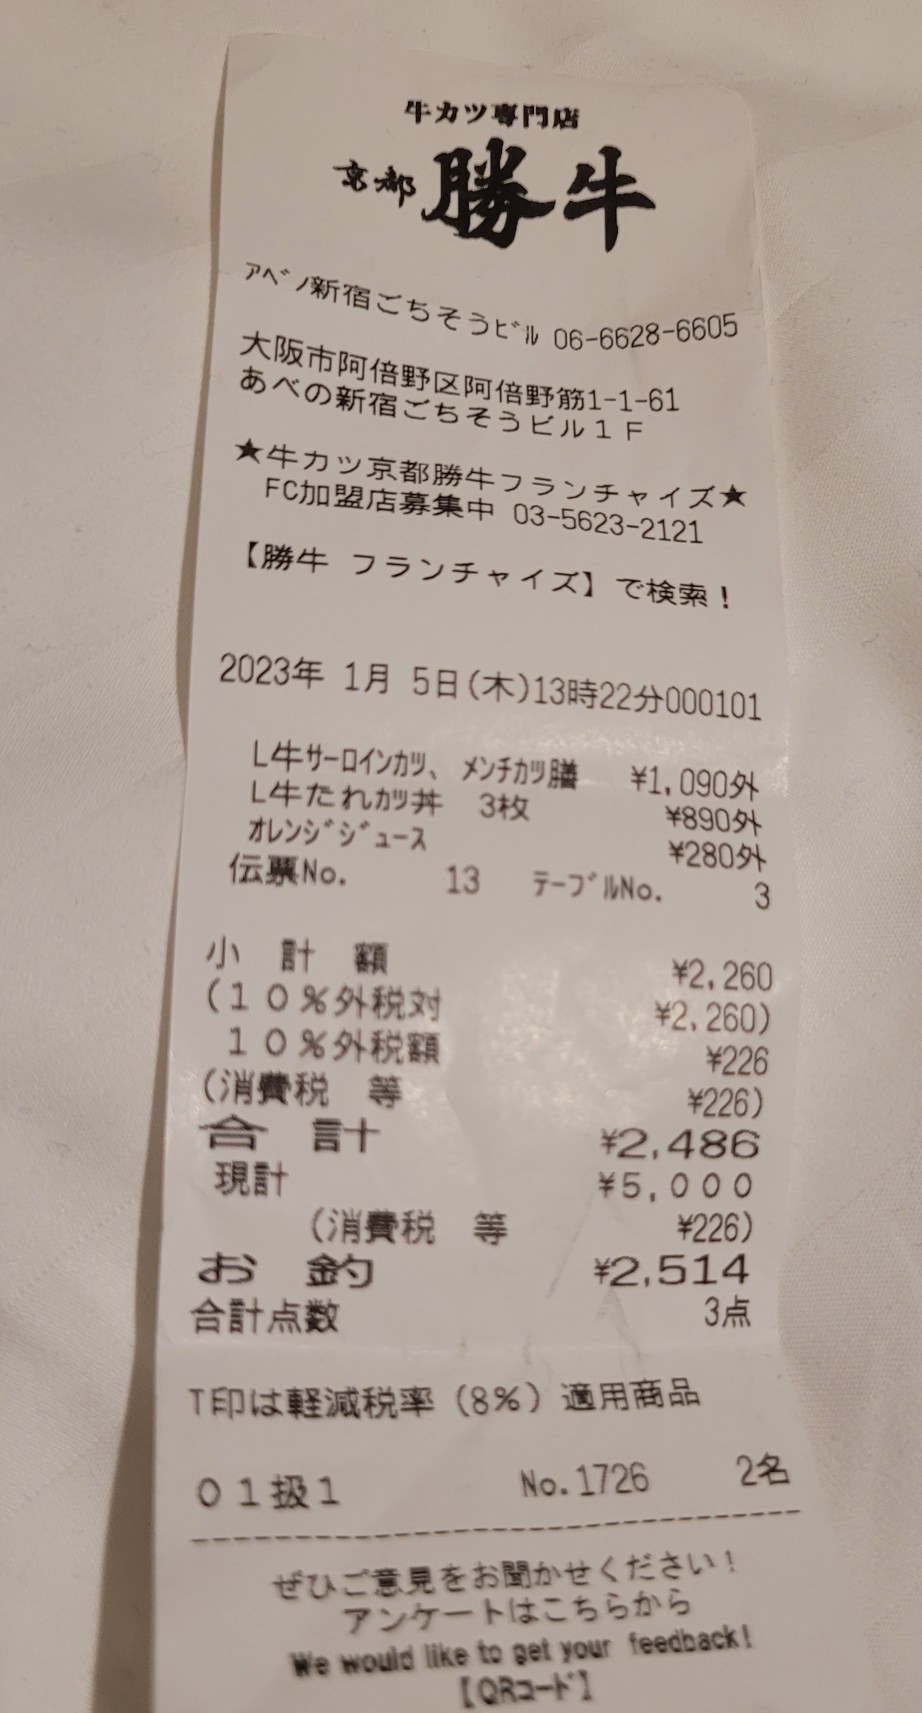 牛カツ専門店
京都 勝牛
アベノ新宿ごちそうビル 06-6628-6605
大阪市阿倍野区阿倍野筋1-1-61
あべの新宿ごちそうビル1F
★牛カツ京都勝牛フランチャイズ★
FC加盟店募集中 03-5623-2121
【勝牛 フランチャイズ】で検索!
2023年 1月 5日(木)13時22分000101
L牛サーロインカツ、メンチカツ膳 ¥1,090外
L牛たれカツ丼 3枚 ¥890外
オレンジジュース ¥280外
伝票No. 13 テーブルNo. 3
小 計 額 ¥2,260
(10%外税対 ¥2,260)
10%外税額 ¥226
(消費税 等 ¥226)
合 計 ¥2,486
現計 ¥5,000
(消費税 等 ¥226)
お 釣 ¥2,514
合計点数 3点
T印は軽減税率(8%)適用商品
01扱1 No.1726 2名
ぜひご意見をお聞かせください!
アンケートはこちらから
We would like to get your feedback!
【QRコード】